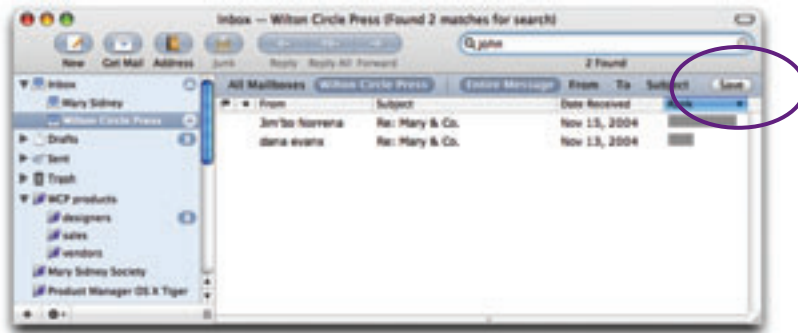 Inbox — Wilton Circle Press (Found 2 matches for search)
New Get Mail Address Junk Reply Reply All Forward
john
2 Found
All Mailboxes Wilton Circle Press Entire Message From To Subject Save
From Subject Date Received Rank
Jim'bo Norrena Re: Mary & Co. Nov 15, 2004
dana evans Re: Mary & Co. Nov 13, 2004
Inbox
Mary Sidney
Wilton Circle Press
Drafts
Sent
Trash
WCP products
designers
sales
vendors
Mary Sidney Society
Product Manager OS X Tiger